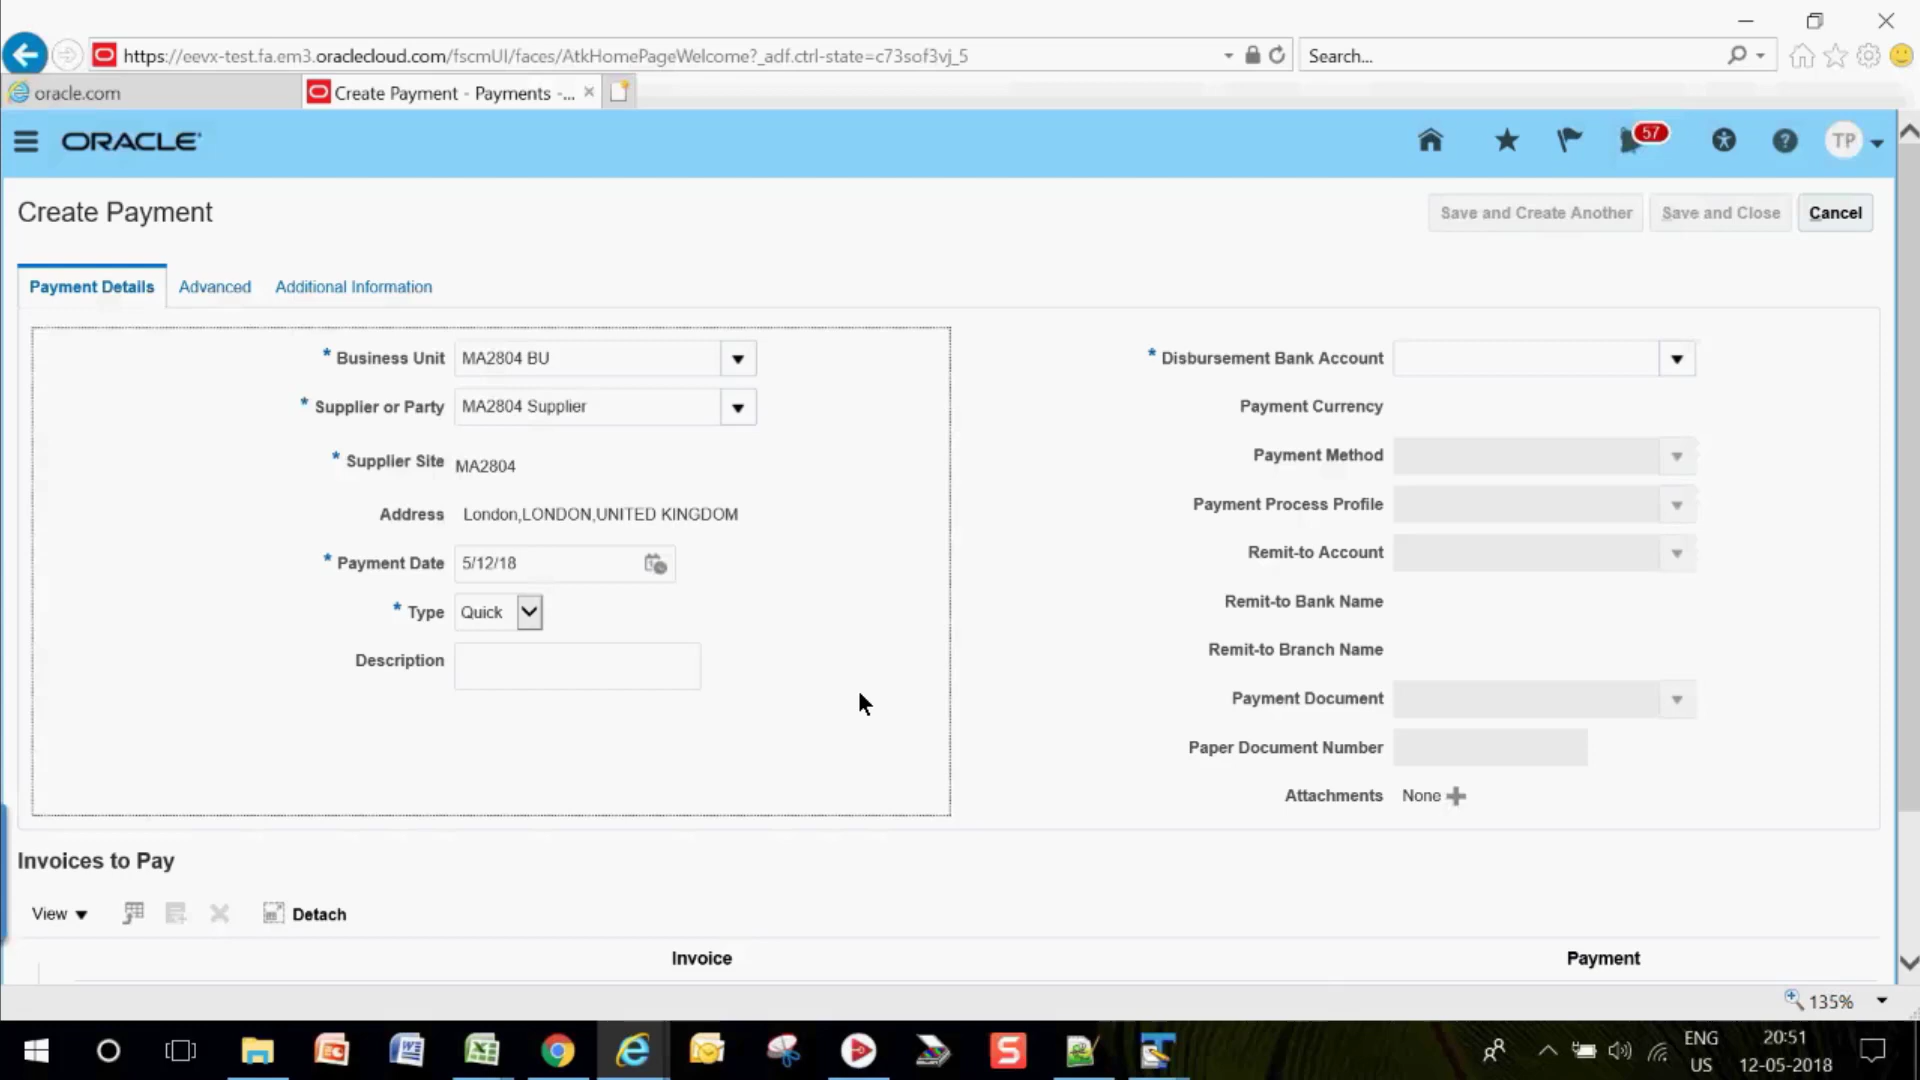 https://eevx-test.fa.em3.oraclecloud.com/fscmUI/faces/AtkHomePageWelcome?_adf.ctrl-state=c73sof3vj_5
Search...
oracle.com
Create Payment - Payments -...
ORACLE
57
TP
Create Payment
Save and Create Another
Save and Close
Cancel
Payment Details
Advanced
Additional Information
* Business Unit MA2804 BU
* Disbursement Bank Account
* Supplier or Party MA2804 Supplier
Payment Currency
* Supplier Site MA2804
Payment Method
Address London,LONDON,UNITED KINGDOM
Payment Process Profile
* Payment Date 5/12/18
Remit-to Account
* Type Quick
Remit-to Bank Name
Description
Remit-to Branch Name
Payment Document
Paper Document Number
Attachments None
Invoices to Pay
View
Detach
Invoice
Payment
135%
ENG
US
20:51
12-05-2018